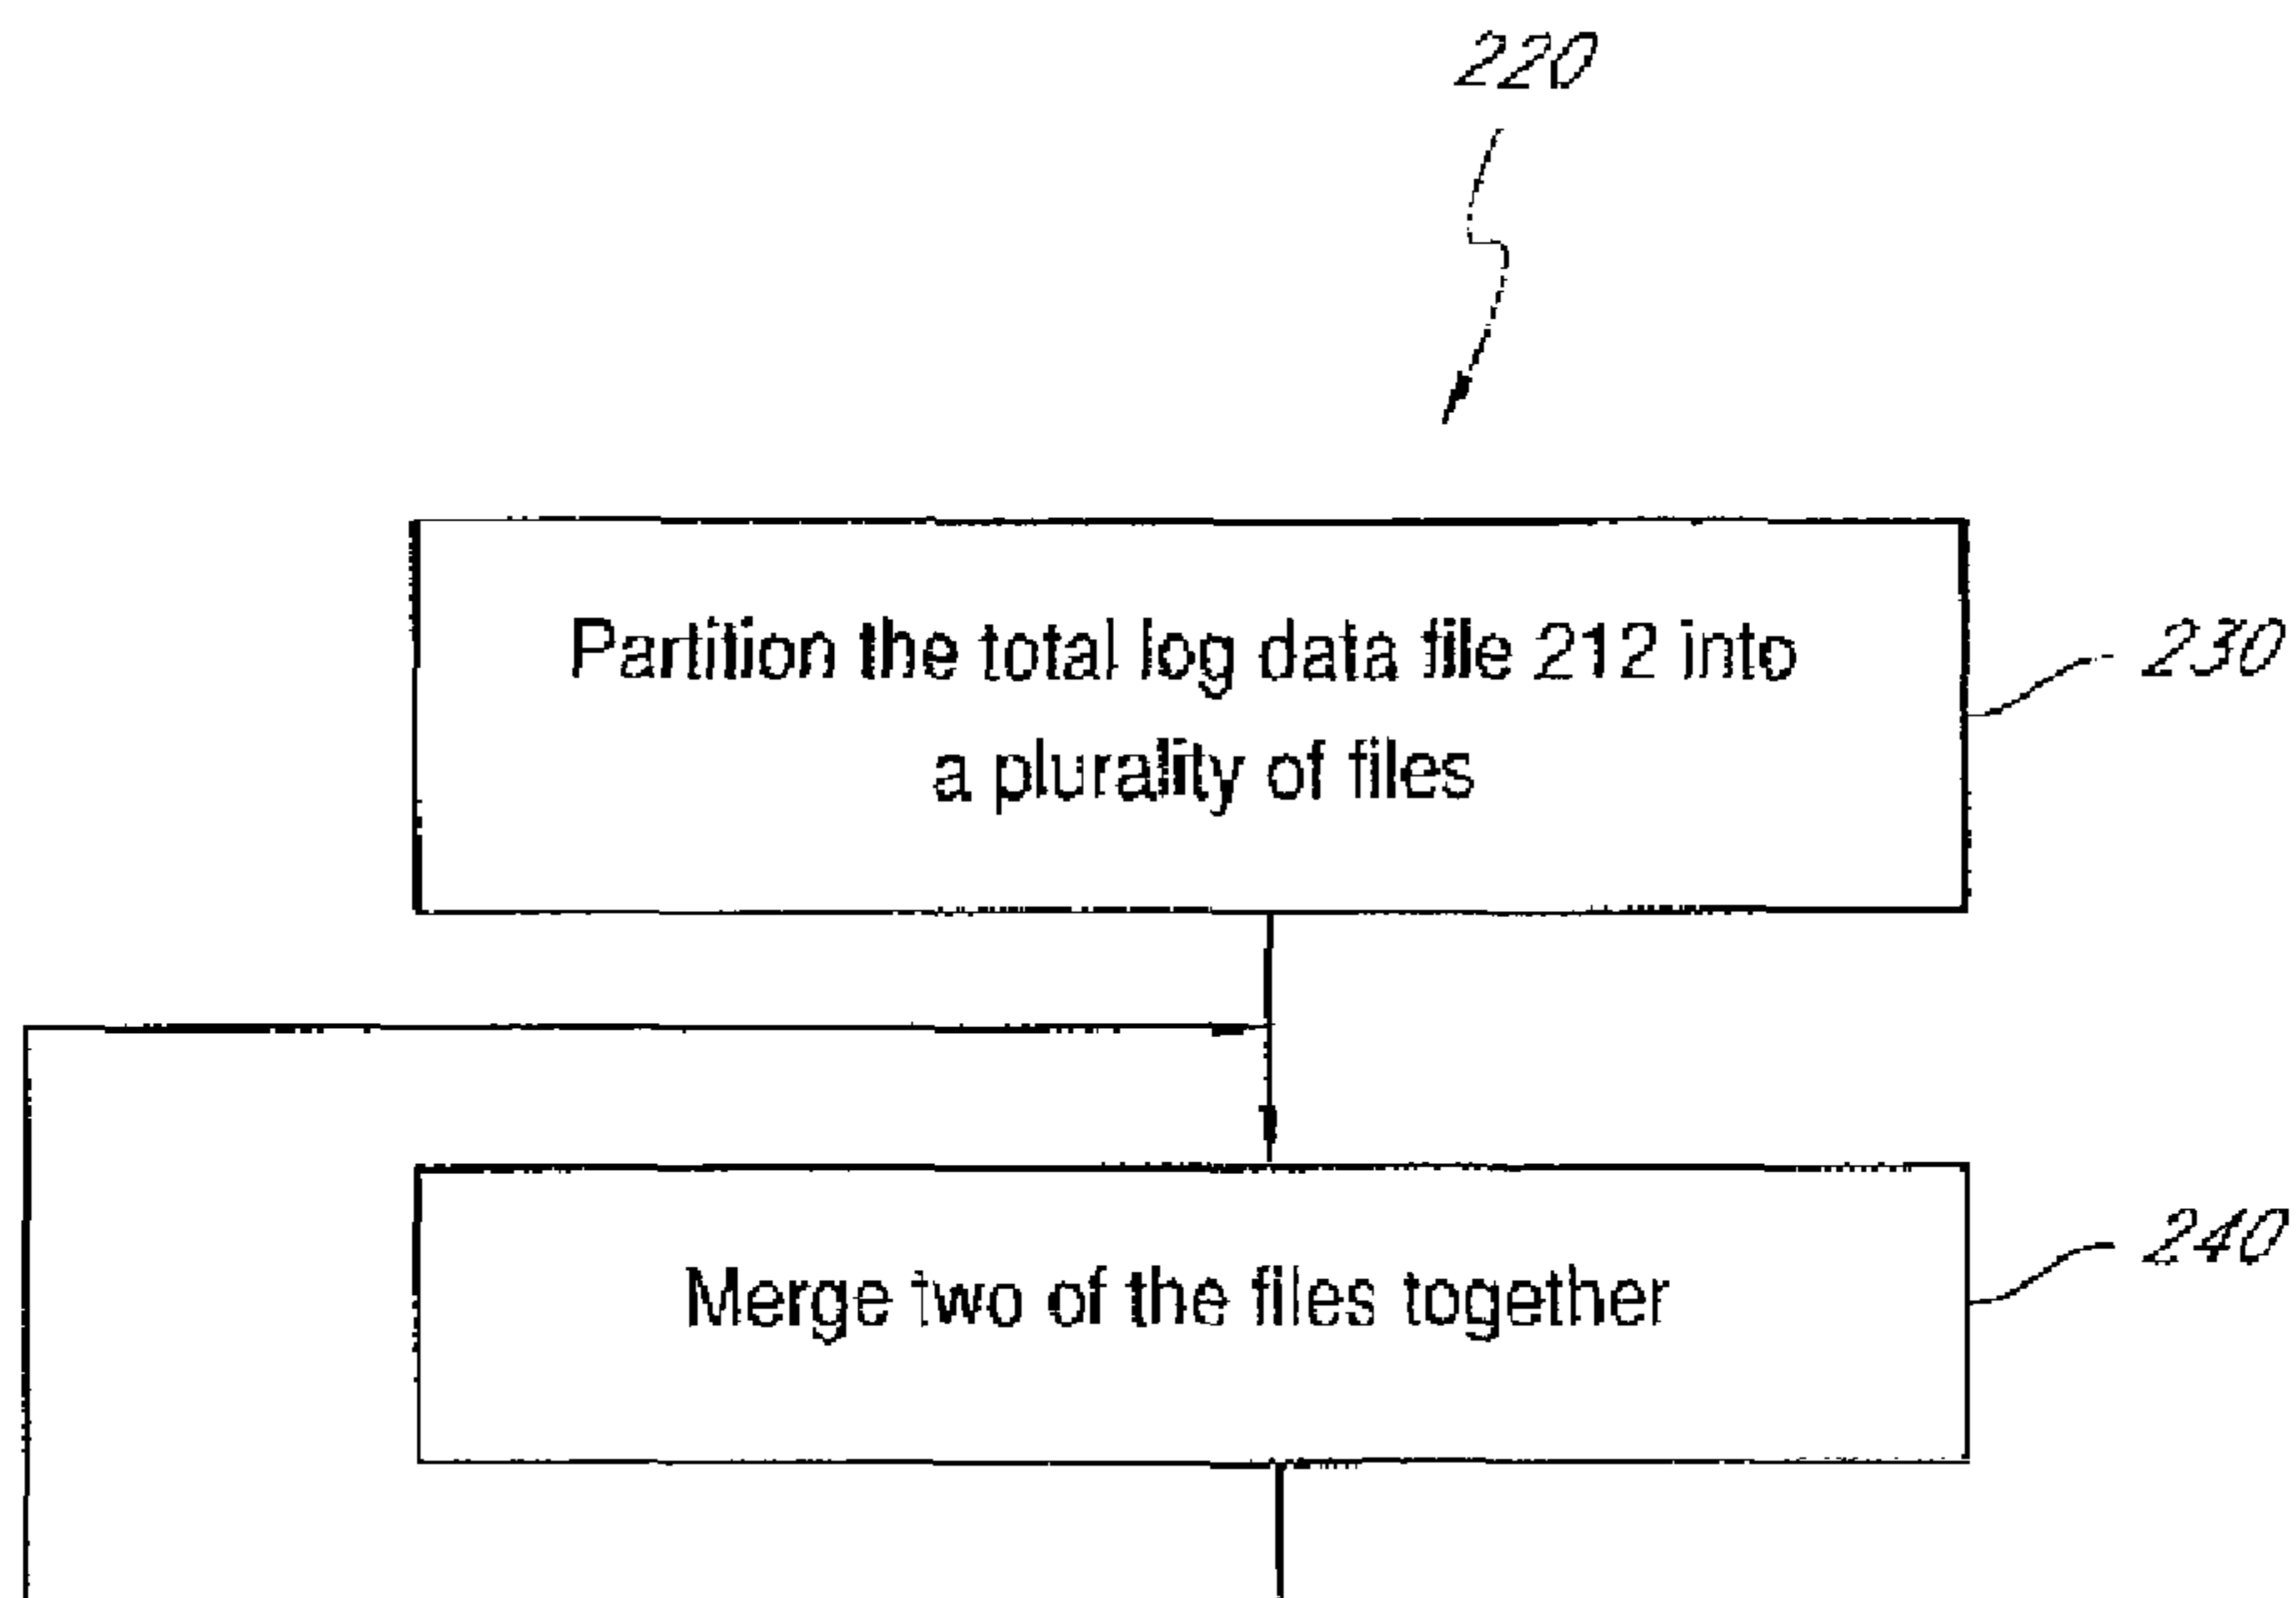 220
Partition the total log data file 212 into
a plurality of files
230
Merge two of the files together
240